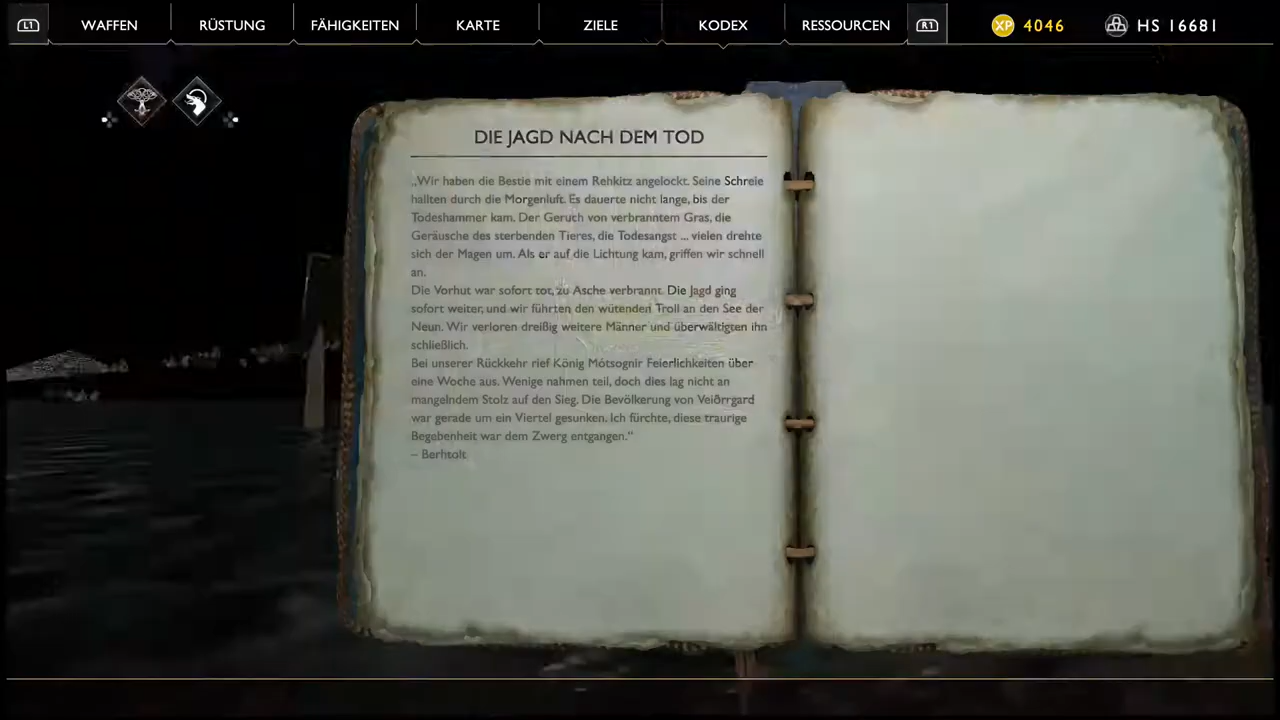 L1 WAFFEN RÜSTUNG FÄHIGKEITEN KARTE ZIELE KODEX RESSOURCEN R1 XP 4046 HS 16681
DIE JAGD NACH DEM TOD
„Wir haben die Bestie mit einem Rehkitz angelockt. Seine Schreie
hallten durch die Morgenluft. Es dauerte nicht lange, bis der
Todeshammer kam. Der Geruch von verbranntem Gras, die
Geräusche des sterbenden Tieres, die Todesangst ... vielen drehte
sich der Magen um. Als er auf die Lichtung kam, griffen wir schnell
an.
Die Vorhut war sofort tot, zu Asche verbrannt. Die Jagd ging
sofort weiter, und wir führten den wütenden Troll an den See der
Neun. Wir verloren dreißig weitere Männer und überwältigten ihn
schließlich.
Bei unserer Rückkehr rief König Mótsognir Feierlichkeiten über
eine Woche aus. Wenige nahmen teil, doch dies lag nicht an
mangelndem Stolz auf den Sieg. Die Bevölkerung von Veiðrrgard
war gerade um ein Viertel gesunken. Ich fürchte, diese traurige
Begebenheit war dem Zwerg entgangen.“
– Berhtolt